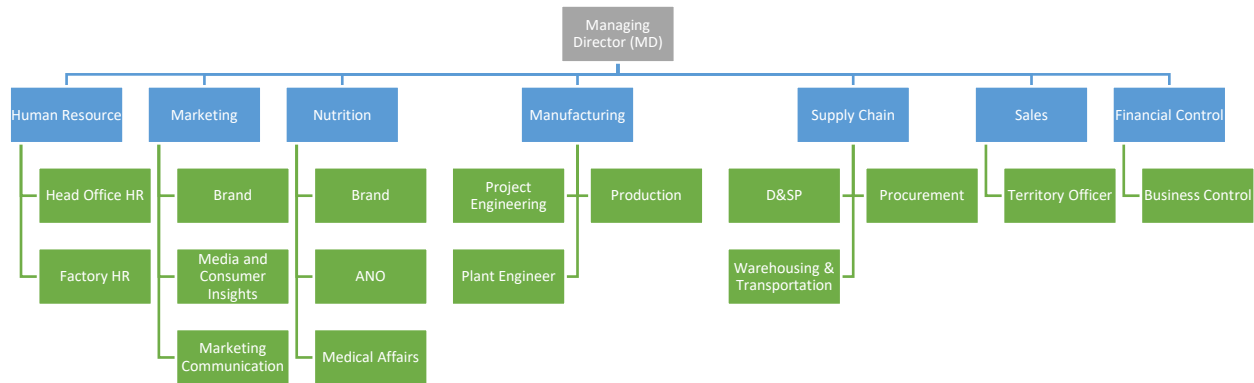 Managing
Director (MD)
Human Resource
Marketing
Nutrition
Manufacturing
Supply Chain
Sales
Financial Control
Head Office HR
Factory HR
Brand
Media and
Consumer
Insights
Marketing
Communication
Brand
ANO
Medical Affairs
Project
Engineering
Production
Plant Engineer
D&SP
Procurement
Warehousing &
Transportation
Territory Officer
Business Control